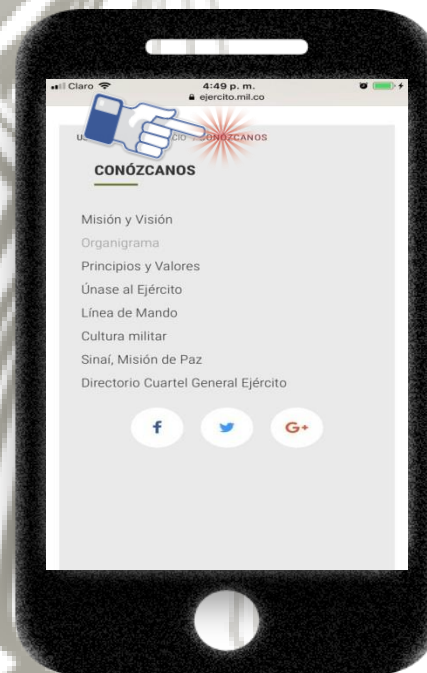 Claro 4:49 p. m.
ejercito.mil.co
CONÓZCANOS
CONÓZCANOS
Misión y Visión
Organigrama
Principios y Valores
Únase al Ejército
Línea de Mando
Cultura militar
Sinaí, Misión de Paz
Directorio Cuartel General Ejército
f G+